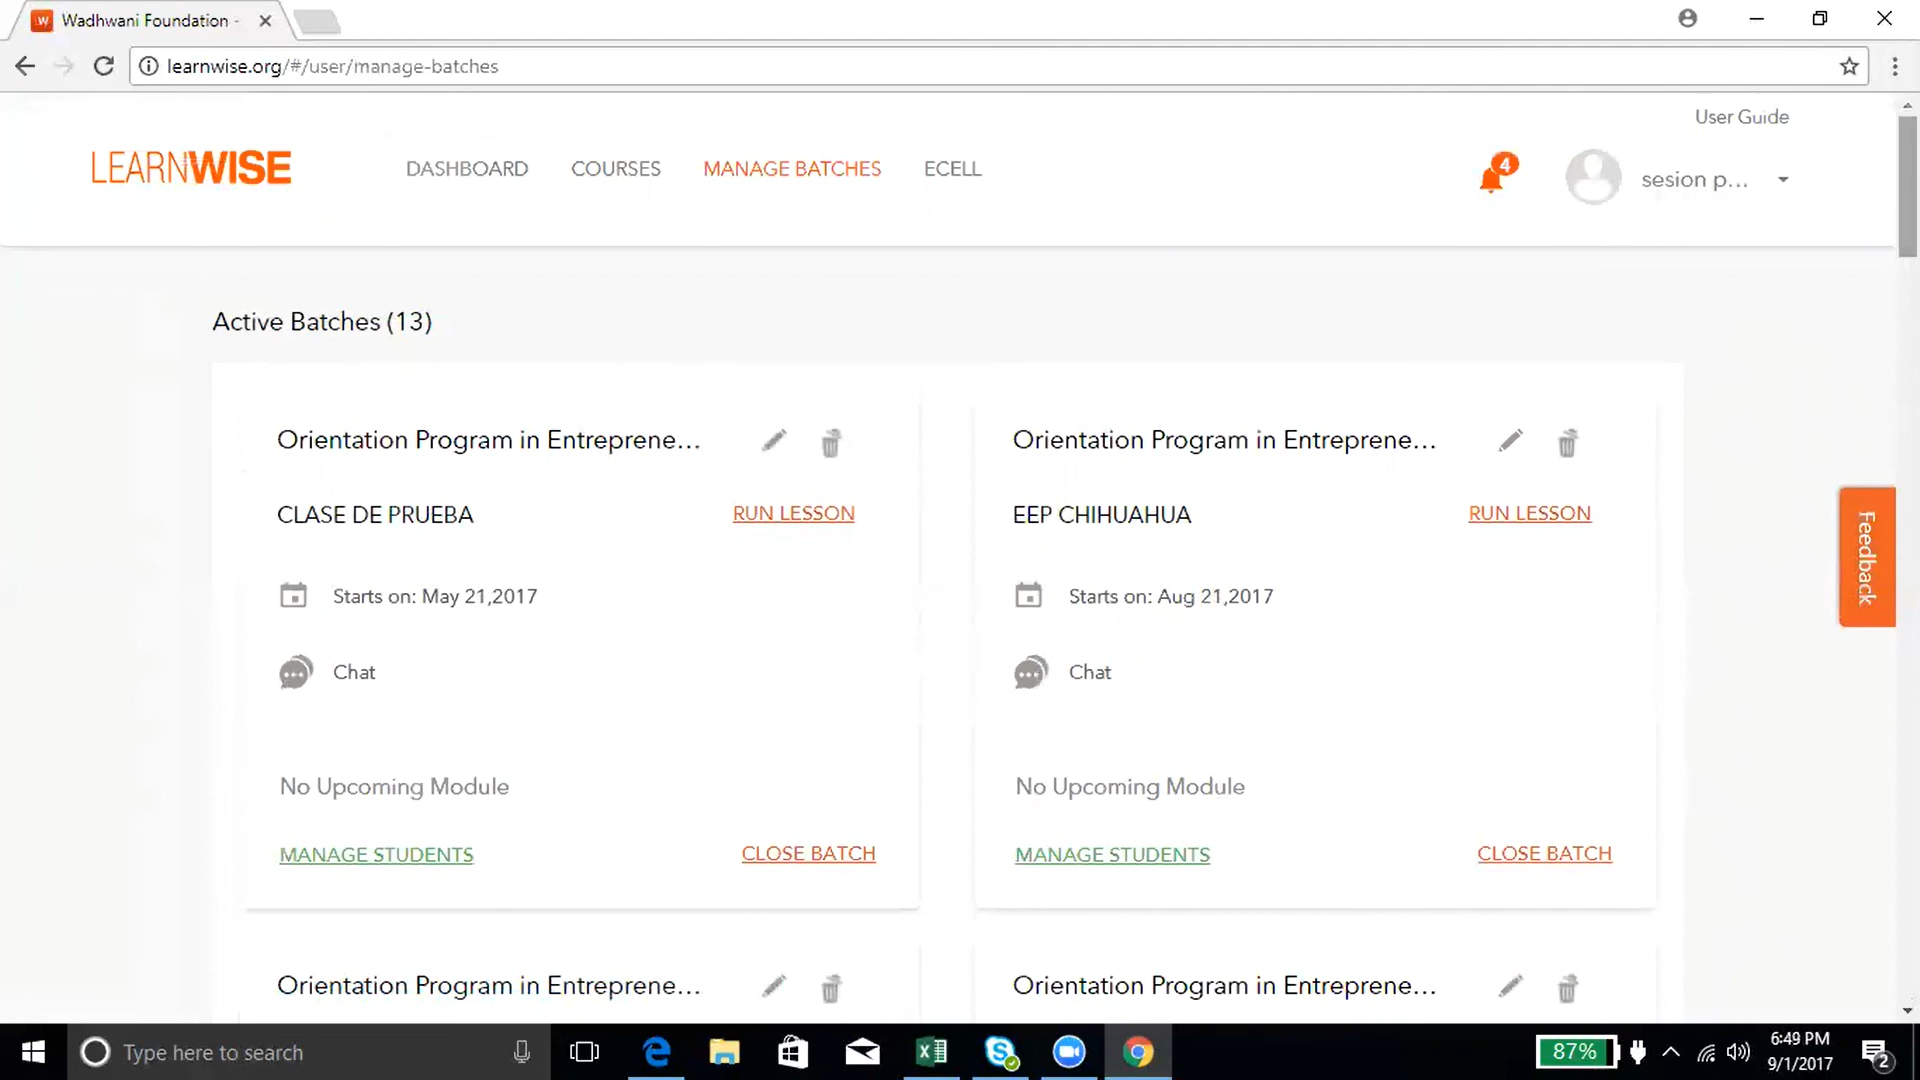 Wadhwani Foundation -
learnwise.org/#/user/manage-batches
User Guide
LEARNWISE DASHBOARD COURSES MANAGE BATCHES ECELL 4 sesion p...
Active Batches (13)
Orientation Program in Entreprene... Orientation Program in Entreprene...
CLASE DE PRUEBA RUN LESSON EEP CHIHUAHUA RUN LESSON
Starts on: May 21,2017 Starts on: Aug 21,2017
Feedback
Chat Chat
No Upcoming Module No Upcoming Module
MANAGE STUDENTS CLOSE BATCH MANAGE STUDENTS CLOSE BATCH
Orientation Program in Entreprene... Orientation Program in Entreprene...
Type here to search 87% 6:49 PM
9/1/2017 2